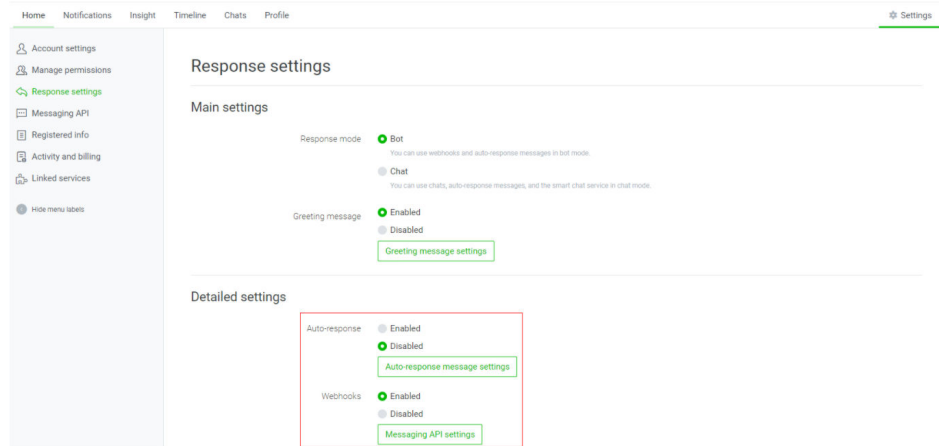 Home Notifications Insight Timeline Chats Profile Settings
Account settings
Manage permissions
Response settings
Messaging API
Registered info
Activity and billing
Linked services
Hide menu labels
Response settings
Main settings
Response mode Bot
You can use webhooks and auto-response messages in bot mode.
Chat
You can use chats, auto-response messages, and the smart chat service in chat mode.
Greeting message Enabled
Disabled
Greeting message settings
Detailed settings
Auto-response Enabled
Disabled
Auto-response message settings
Webhooks Enabled
Disabled
Messaging API settings